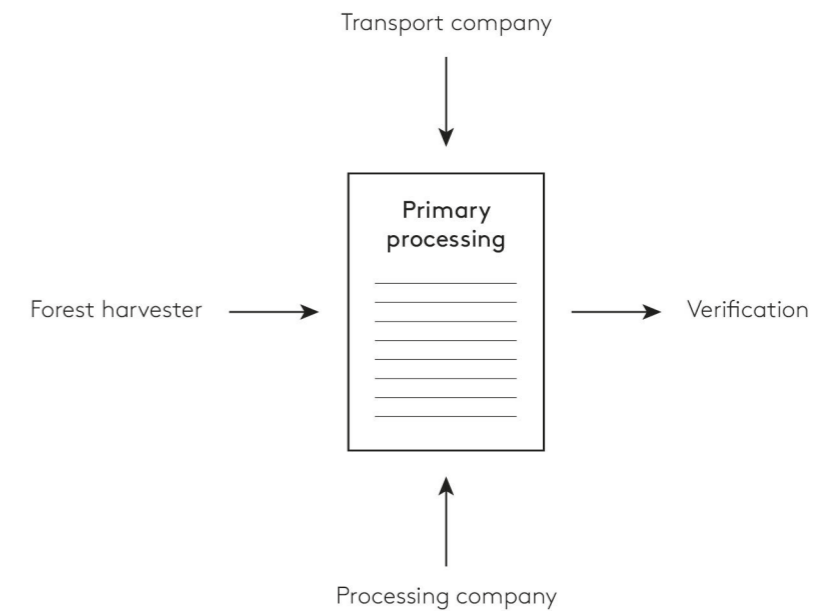 Transport company
Primary
processing
Forest harvester
Verification
Processing company